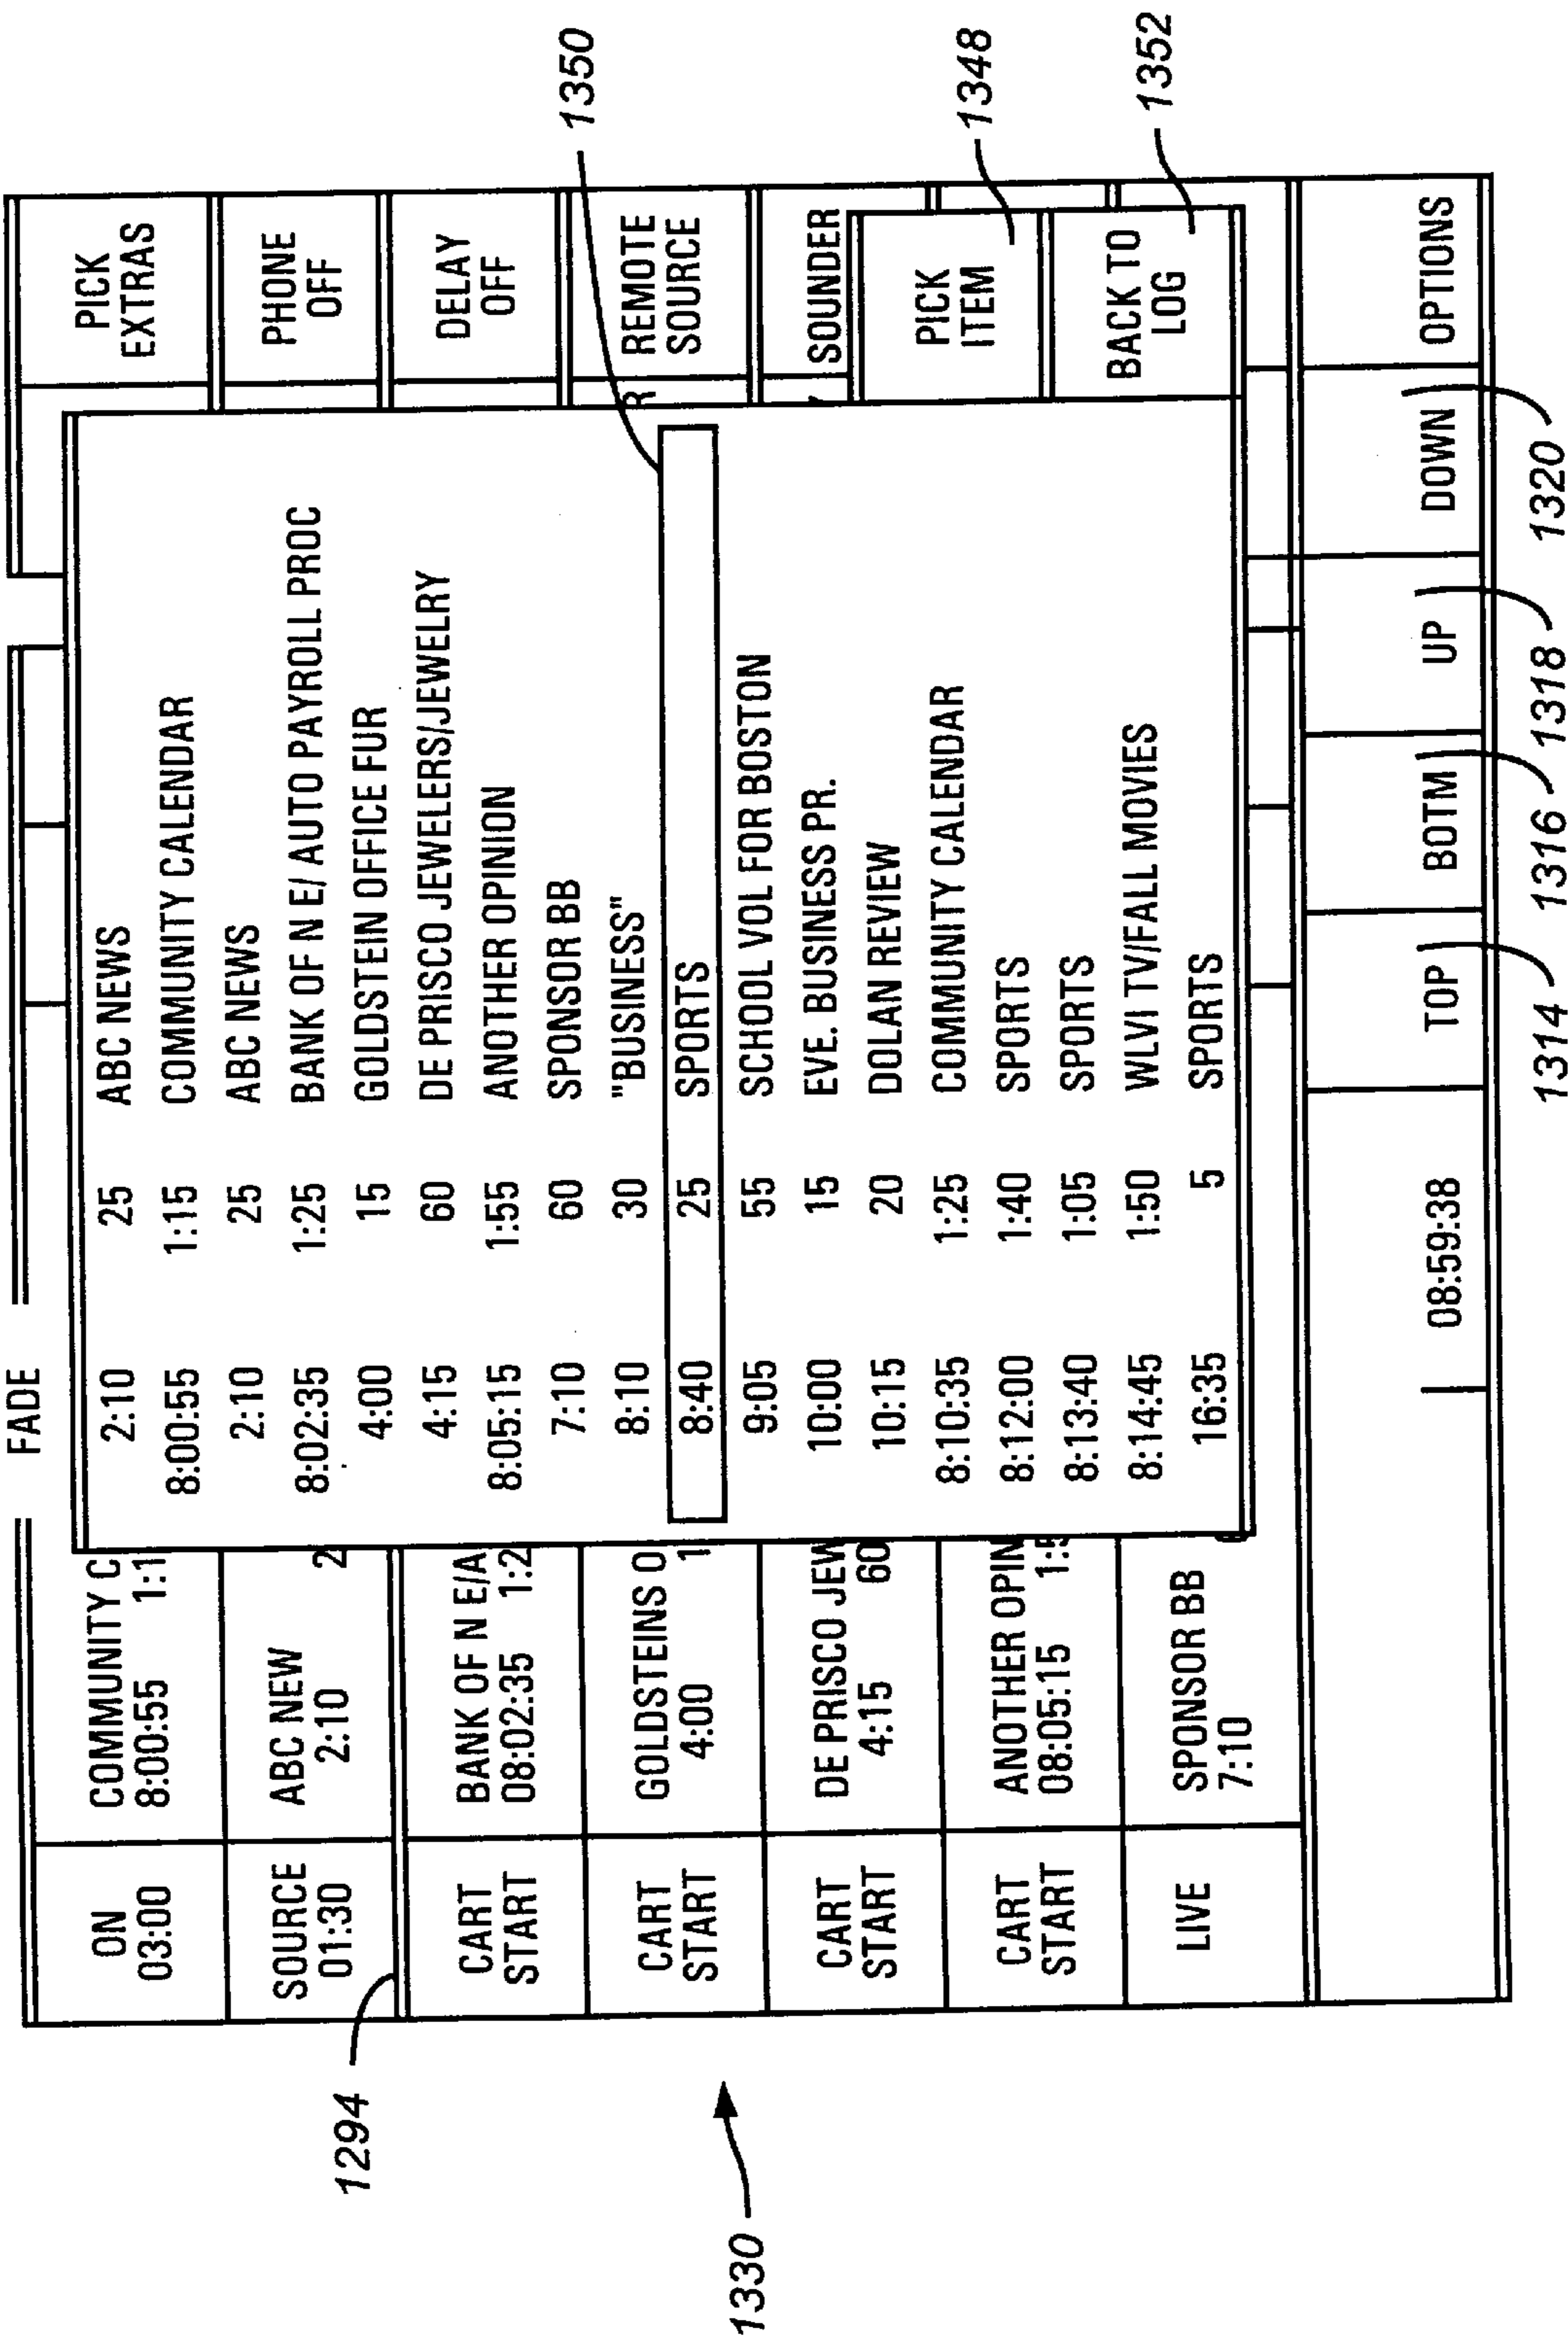 FADE
ON
03:00
COMMUNITY C
8:00:55 1:1
SOURCE
01:30
ABC NEW
2:10 2
CART
START
BANK OF N E/A
08:02:35 1:2
CART
START
GOLDSTEINS O
4:00 1
CART
START
DE PRISCO JEW
4:15 60
CART
START
ANOTHER OPIN
08:05:15 1:5
LIVE
SPONSOR BB
7:10
2:10 25 ABC NEWS
8:00:55 1:15 COMMUNITY CALENDAR
2:10 25 ABC NEWS
8:02:35 1:25 BANK OF N E/ AUTO PAYROLL PROC
4:00 15 GOLDSTEIN OFFICE FUR
4:15 60 DE PRISCO JEWELERS/JEWELRY
8:05:15 1:55 ANOTHER OPINION
7:10 60 SPONSOR BB
8:10 30 "BUSINESS"
8:40 25 SPORTS
9:05 55 SCHOOL VOL FOR BOSTON
10:00 15 EVE. BUSINESS PR.
10:15 20 DOLAN REVIEW
8:10:35 1:25 COMMUNITY CALENDAR
8:12:00 1:40 SPORTS
8:13:40 1:05 SPORTS
8:14:45 1:50 WLVI TV/FALL MOVIES
16:35 5 SPORTS
PICK
EXTRAS
PHONE
OFF
DELAY
OFF
R
REMOTE
SOURCE
SOUNDER
PICK
ITEM
BACK TO
LOG
08:59:38 TOP BOTM UP DOWN OPTIONS
1294
1330
1350
1348
1352
1314
1316
1318
1320